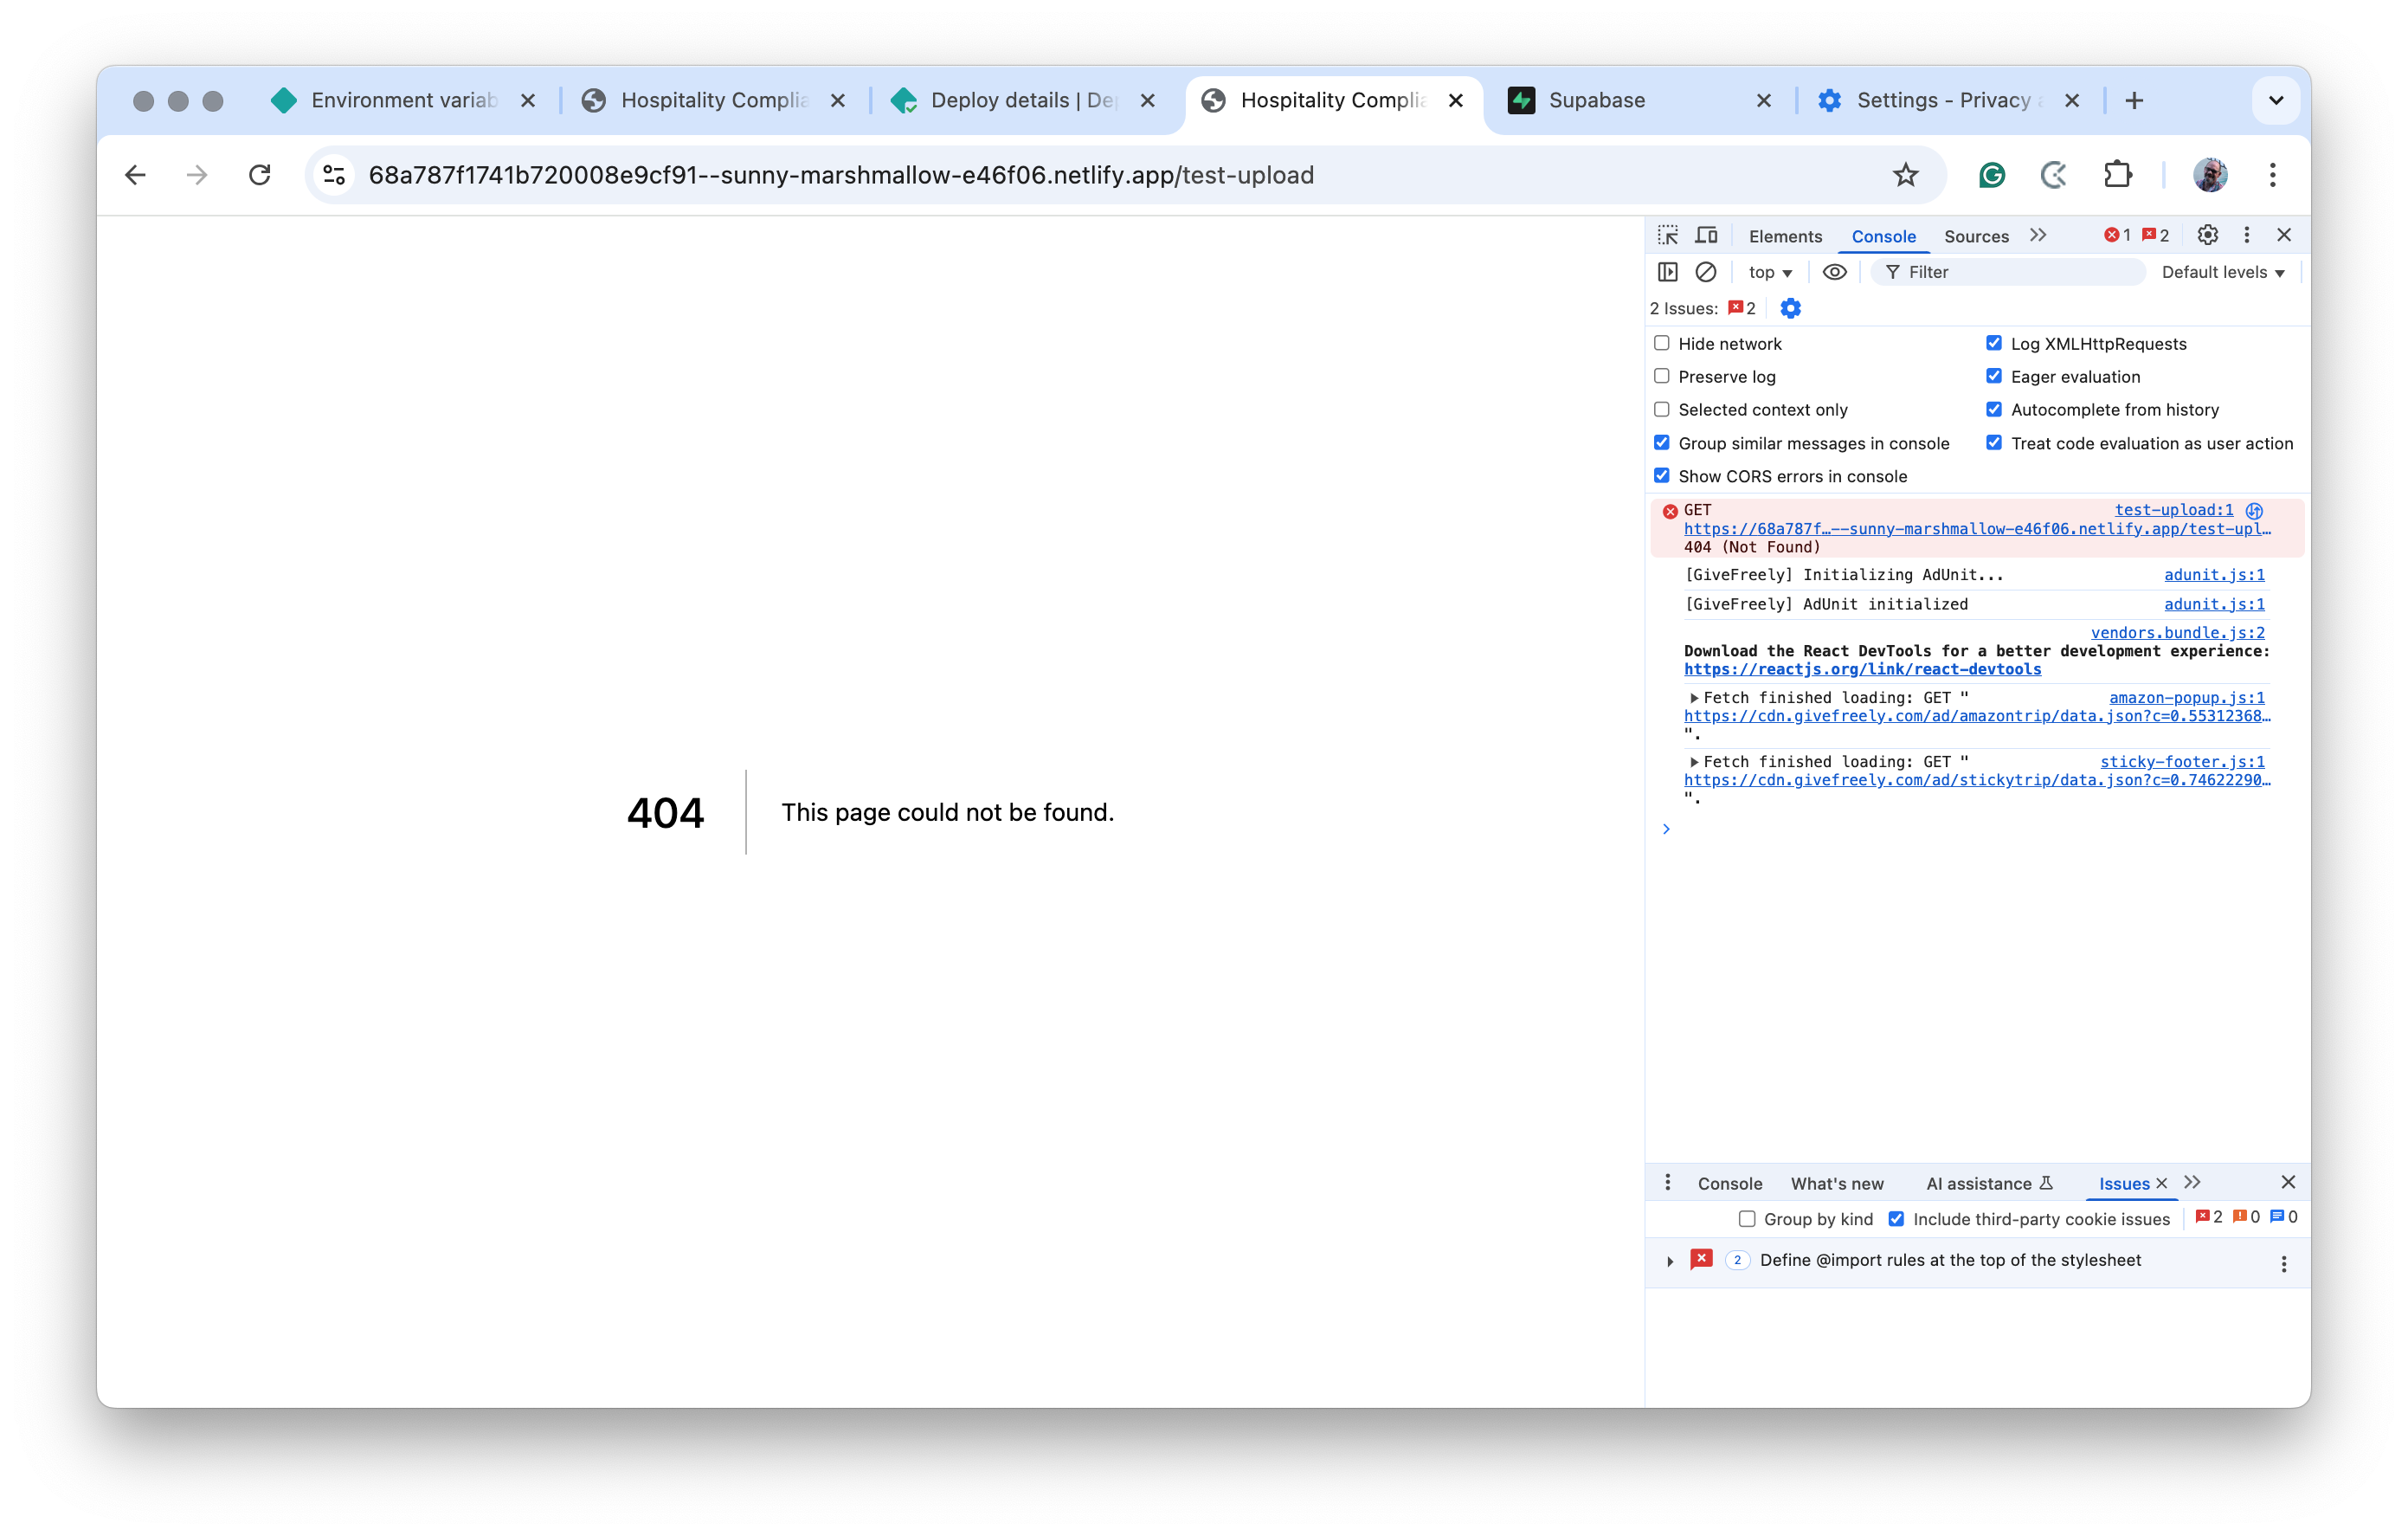 Environment variab
Hospitality Complia
Deploy details | Dep
Hospitality Complia
Supabase
Settings - Privacy a
68a787f1741b720008e9cf91--sunny-marshmallow-e46f06.netlify.app/test-upload
404
This page could not be found.
Elements
Console
Sources
1
2
top
Filter
Default levels
2 Issues:
2
Hide network
Log XMLHttpRequests
Preserve log
Eager evaluation
Selected context only
Autocomplete from history
Group similar messages in console
Treat code evaluation as user action
Show CORS errors in console
GET
test-upload:1
https://68a787f…--sunny-marshmallow-e46f06.netlify.app/test-upl…
404 (Not Found)
[GiveFreely] Initializing AdUnit...
adunit.js:1
[GiveFreely] AdUnit initialized
adunit.js:1
vendors.bundle.js:2
Download the React DevTools for a better development experience:
https://reactjs.org/link/react-devtools
Fetch finished loading: GET "
amazon-popup.js:1
https://cdn.givefreely.com/ad/amazontrip/data.json?c=0.55312368…
".
Fetch finished loading: GET "
sticky-footer.js:1
https://cdn.givefreely.com/ad/stickytrip/data.json?c=0.74622290…
".
Console
What's new
AI assistance
Issues
Group by kind
Include third-party cookie issues
2
0
0
2
Define @import rules at the top of the stylesheet